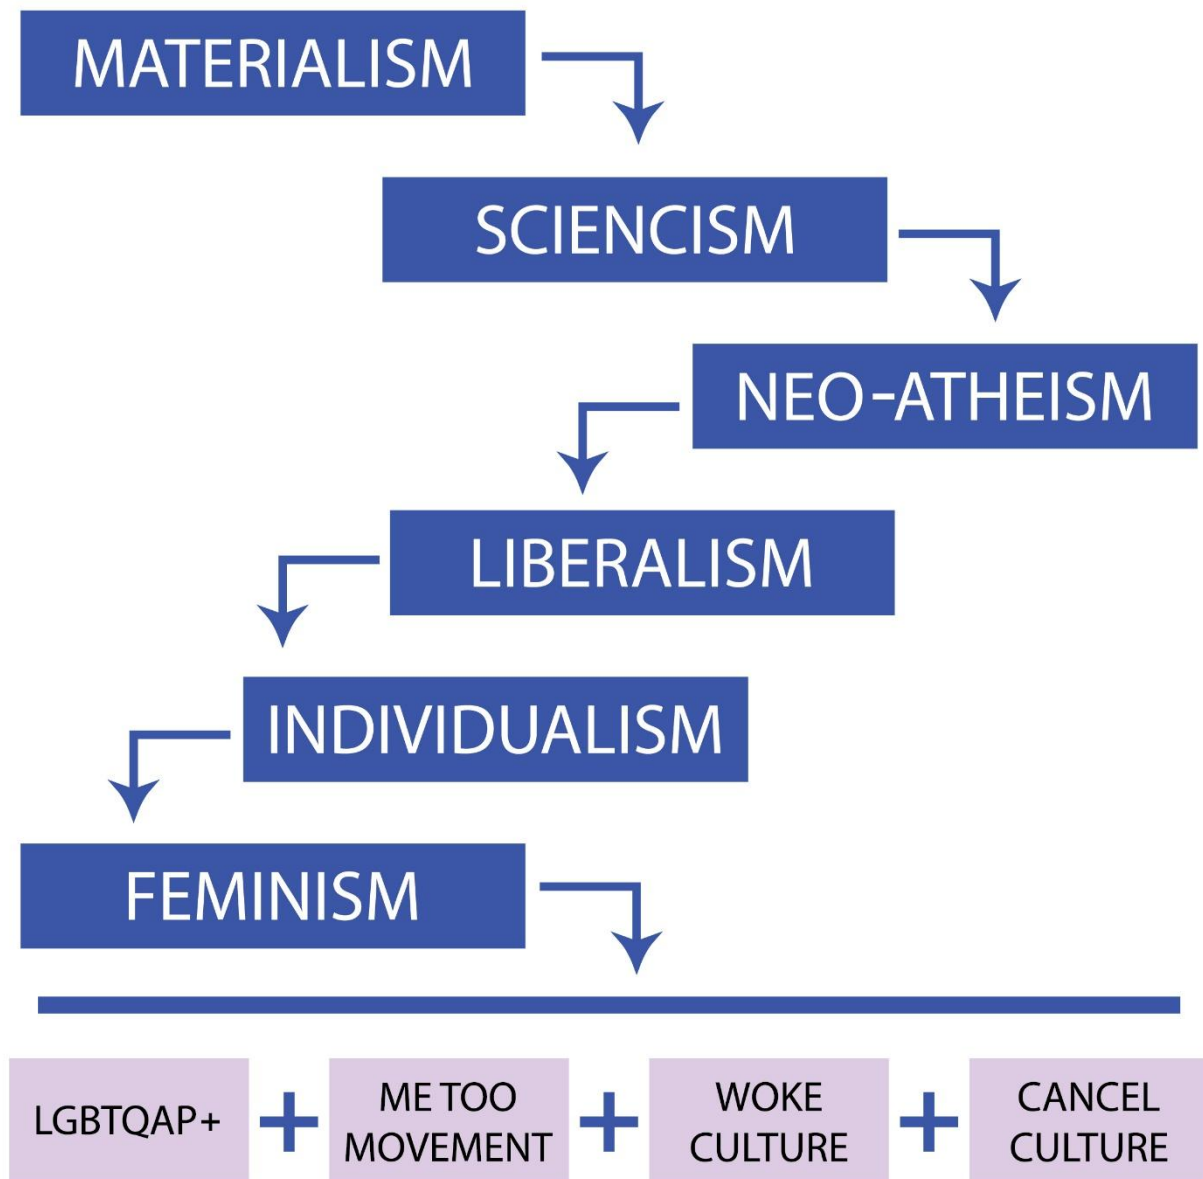 MATERIALISM
SCIENCISM
NEO-ATHEISM
LIBERALISM
INDIVIDUALISM
FEMINISM
LGBTQAP+
+
ME TOO
MOVEMENT
+
WOKE
CULTURE
+
CANCEL
CULTURE